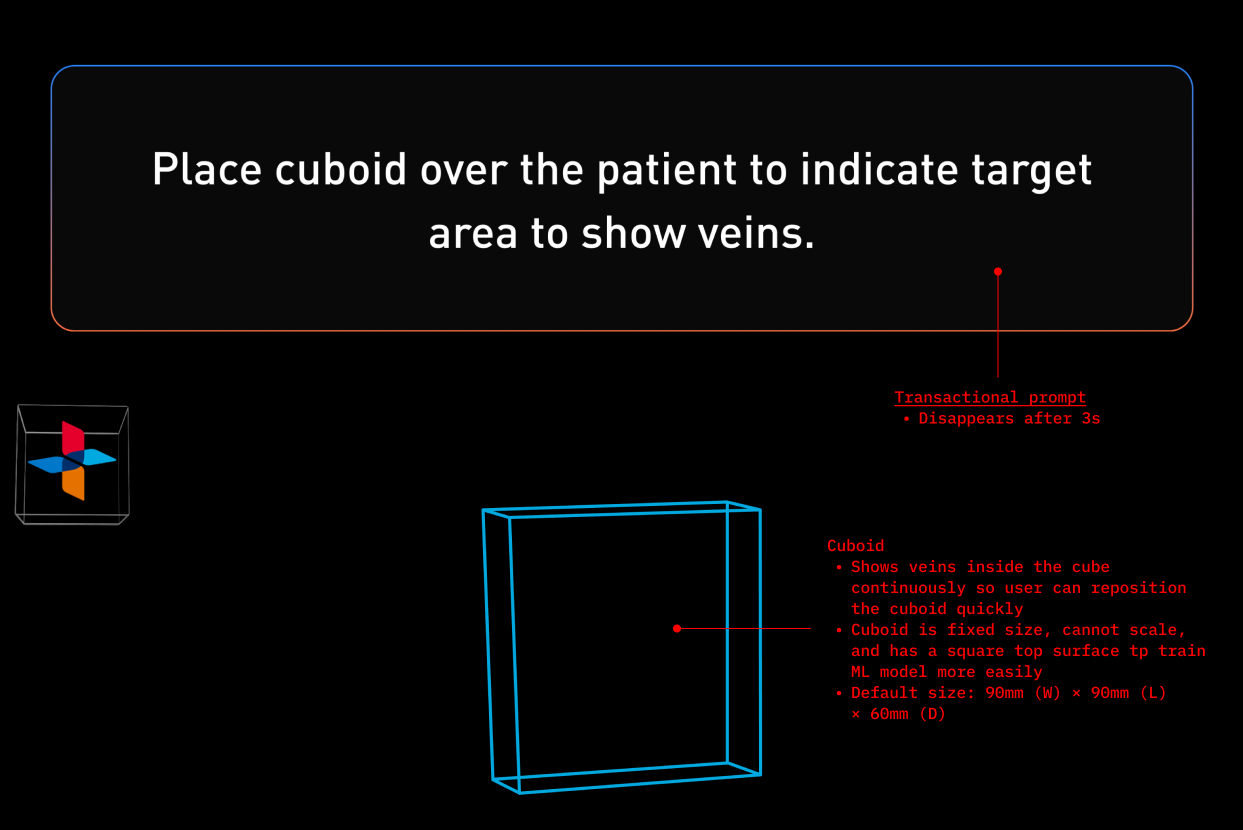 Place cuboid over the patient to indicate target
area to show veins.
Transactional prompt
• Disappears after 3s
Cuboid
• Shows veins inside the cube
continuously so user can reposition
the cuboid quickly
• Cuboid is fixed size, cannot scale,
and has a square top surface tp train
ML model more easily
• Default size: 90mm (W) × 90mm (L)
× 60mm (D)